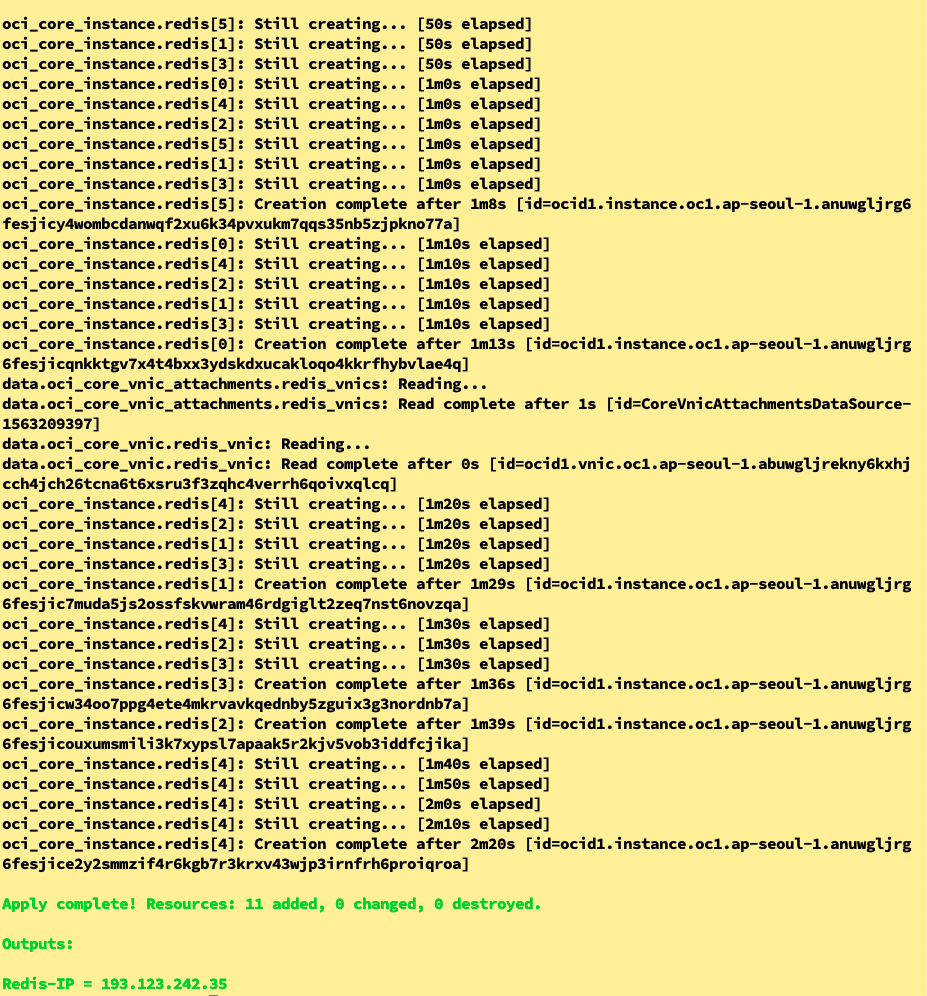 oci_core_instance.redis[5]: Still creating... [50s elapsed]
oci_core_instance.redis[1]: Still creating... [50s elapsed]
oci_core_instance.redis[3]: Still creating... [50s elapsed]
oci_core_instance.redis[0]: Still creating... [1m0s elapsed]
oci_core_instance.redis[4]: Still creating... [1m0s elapsed]
oci_core_instance.redis[2]: Still creating... [1m0s elapsed]
oci_core_instance.redis[5]: Still creating... [1m0s elapsed]
oci_core_instance.redis[1]: Still creating... [1m0s elapsed]
oci_core_instance.redis[3]: Still creating... [1m0s elapsed]
oci_core_instance.redis[5]: Creation complete after 1m8s [id=ocid1.instance.oc1.ap-seoul-1.anuwgljrg6
fesjicy4wombcdanwqf2xu6k34pvxukm7qqs35nb5zjpkno77a]
oci_core_instance.redis[0]: Still creating... [1m10s elapsed]
oci_core_instance.redis[4]: Still creating... [1m10s elapsed]
oci_core_instance.redis[2]: Still creating... [1m10s elapsed]
oci_core_instance.redis[1]: Still creating... [1m10s elapsed]
oci_core_instance.redis[3]: Still creating... [1m10s elapsed]
oci_core_instance.redis[0]: Creation complete after 1m13s [id=ocid1.instance.oc1.ap-seoul-1.anuwgljrg
6fesjicqnkktgv7x4t4bxx3ydskdxucakloqo4kkrfhybvlae4q]
data.oci_core_vnic_attachments.redis_vnics: Reading...
data.oci_core_vnic_attachments.redis_vnics: Read complete after 1s [id=CoreVnicAttachmentsDataSource-
1563209397]
data.oci_core_vnic.redis_vnic: Reading...
data.oci_core_vnic.redis_vnic: Read complete after 0s [id=ocid1.vnic.oc1.ap-seoul-1.abuwgljrekny6kxhj
cch4jch26tcna6t6xsru3f3zqhc4verrh6qoivxqlcq]
oci_core_instance.redis[4]: Still creating... [1m20s elapsed]
oci_core_instance.redis[2]: Still creating... [1m20s elapsed]
oci_core_instance.redis[1]: Still creating... [1m20s elapsed]
oci_core_instance.redis[3]: Still creating... [1m20s elapsed]
oci_core_instance.redis[1]: Creation complete after 1m29s [id=ocid1.instance.oc1.ap-seoul-1.anuwgljrg
6fesjic7muda5js2ossfskvwram46rdgiglt2zeq7nst6novzqa]
oci_core_instance.redis[4]: Still creating... [1m30s elapsed]
oci_core_instance.redis[2]: Still creating... [1m30s elapsed]
oci_core_instance.redis[3]: Still creating... [1m30s elapsed]
oci_core_instance.redis[3]: Creation complete after 1m36s [id=ocid1.instance.oc1.ap-seoul-1.anuwgljrg
6fesjicw34oo7ppg4ete4mkrvavkqednby5zguix3g3nordnb7a]
oci_core_instance.redis[2]: Creation complete after 1m39s [id=ocid1.instance.oc1.ap-seoul-1.anuwgljrg
6fesjicouxumsmili3k7xypsl7apaak5r2kjv5vob3iddfcjika]
oci_core_instance.redis[4]: Still creating... [1m40s elapsed]
oci_core_instance.redis[4]: Still creating... [1m50s elapsed]
oci_core_instance.redis[4]: Still creating... [2m0s elapsed]
oci_core_instance.redis[4]: Still creating... [2m10s elapsed]
oci_core_instance.redis[4]: Creation complete after 2m20s [id=ocid1.instance.oc1.ap-seoul-1.anuwgljrg
6fesjice2y2smmzif4r6kgb7r3krxv43wjp3irnfrh6proiqroa]
Apply complete! Resources: 11 added, 0 changed, 0 destroyed.
Outputs:
Redis-IP = 193.123.242.35